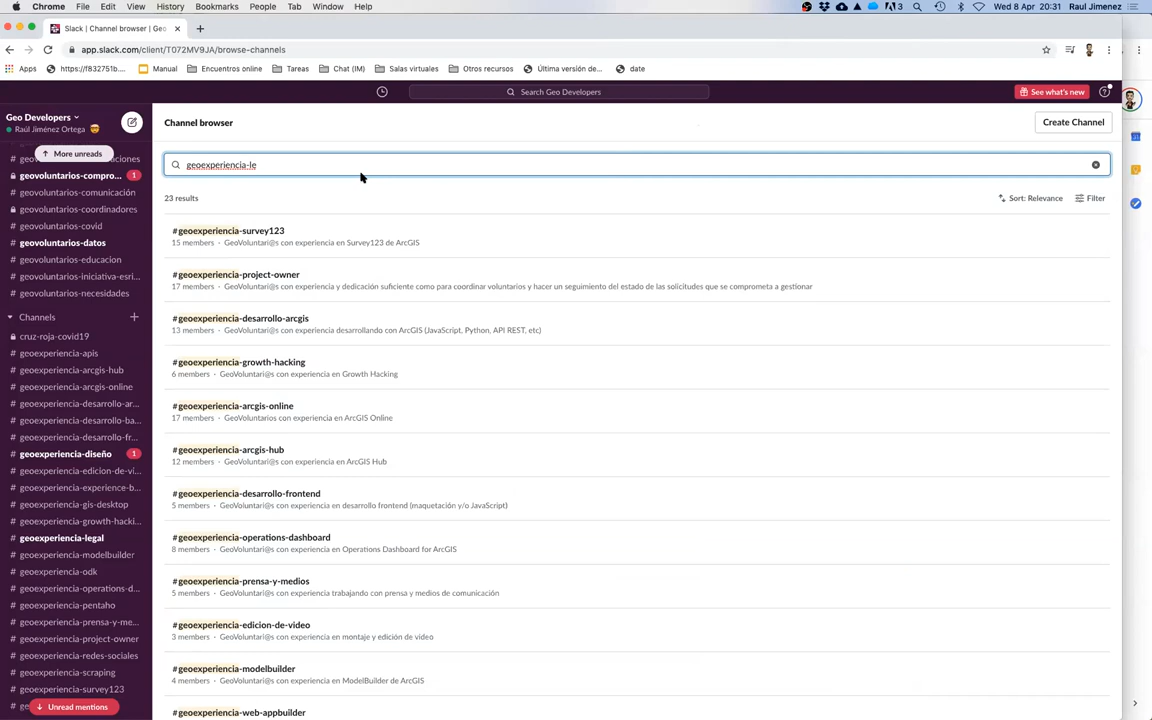 Chrome File Edit View History Bookmarks People Tab Window Help
3 Wed 8 Apr 20:31 Raul Jimenez
Slack | Channel browser | Geo
app.slack.com/client/T072MV9JA/browse-channels
Apps https://f832751b.... Manual Encuentros online Tareas Chat (IM) Salas virtuales Otros recursos Última versión de... date
Search Geo Developers
See what's new
Geo Developers
Raúl Jiménez Ortega
More unreads
geovoluntarios-compro... 1
geovoluntarios-comunicación
geovoluntarios-coordinadores
geovoluntarios-covid
geovoluntarios-datos
geovoluntarios-educacion
geovoluntarios-iniciativa-esri...
geovoluntarios-necesidades
Channels
cruz-roja-covid19
# geoexperiencia-apis
# geoexperiencia-arcgis-hub
# geoexperiencia-arcgis-online
# geoexperiencia-desarrollo-ar...
# geoexperiencia-desarrollo-ba...
# geoexperiencia-desarrollo-fr...
# geoexperiencia-diseño 1
# geoexperiencia-edicion-de-vi...
# geoexperiencia-experience-b...
# geoexperiencia-gis-desktop
# geoexperiencia-growth-hacki...
# geoexperiencia-legal
# geoexperiencia-modelbuilder
# geoexperiencia-odk
# geoexperiencia-operations-d...
# geoexperiencia-pentaho
# geoexperiencia-prensa-y-me...
# geoexperiencia-project-owner
# geoexperiencia-redes-sociales
# geoexperiencia-scraping
# geoexperiencia-survey123
Unread mentions
Channel browser
Create Channel
geoexperiencia-le
23 results
Sort: Relevance Filter
#geoexperiencia-survey123
15 members · GeoVoluntari@s con experiencia en Survey123 de ArcGIS
#geoexperiencia-project-owner
17 members · GeoVoluntari@s con experiencia y dedicación suficiente como para coordinar voluntarios y hacer un seguimiento del estado de las solicitudes que se comprometa a gestionar
#geoexperiencia-desarrollo-arcgis
13 members · GeoVoluntari@s con experiencia desarrollando con ArcGIS (JavaScript, Python, API REST, etc)
#geoexperiencia-growth-hacking
6 members · GeoVoluntari@s con experiencia en Growth Hacking
#geoexperiencia-arcgis-online
17 members · GeoVoluntarios con experiencia en ArcGIS Online
#geoexperiencia-arcgis-hub
12 members · GeoVoluntari@s con experiencia en ArcGIS Hub
#geoexperiencia-desarrollo-frontend
5 members · GeoVoluntari@s con experiencia en desarrollo frontend (maquetación y/o JavaScript)
#geoexperiencia-operations-dashboard
8 members · GeoVoluntari@s con experiencia en Operations Dashboard for ArcGIS
#geoexperiencia-prensa-y-medios
5 members · GeoVoluntari@s con experiencia trabajando con prensa y medios de comunicación
#geoexperiencia-edicion-de-video
3 members · GeoVoluntari@s con experiencia en montaje y edición de video
#geoexperiencia-modelbuilder
4 members · GeoVoluntari@s con experiencia en ModelBuilder de ArcGIS
#geoexperiencia-web-appbuilder